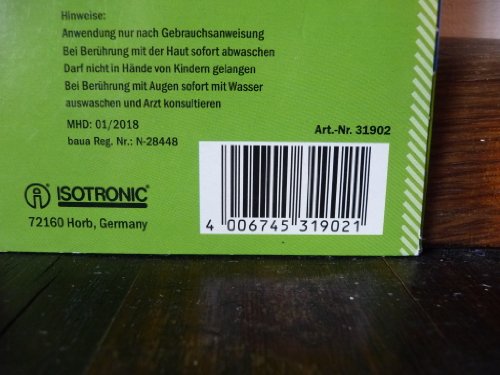 Hinweise:
Anwendung nur nach Gebrauchsanweisung
Bei Berührung mit der Haut sofort abwaschen
Darf nicht in Hände von Kindern gelangen
Bei Berührung mit Augen sofort mit Wasser
auswaschen und Arzt konsultieren
MHD: 01/2018
baua Reg. Nr.: N-28448
Art.-Nr. 31902
ISOTRONIC®
72160 Horb, Germany
4 006745 319021